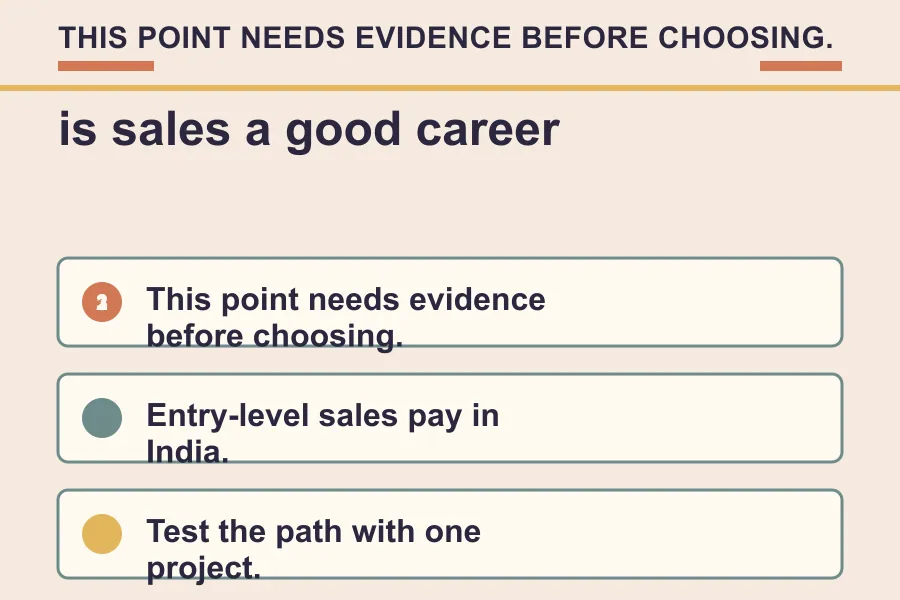 THIS POINT NEEDS EVIDENCE BEFORE CHOOSING.
is sales a good career
This point needs evidence
before choosing.
Entry-level sales pay in
India.
Test the path with one
project.